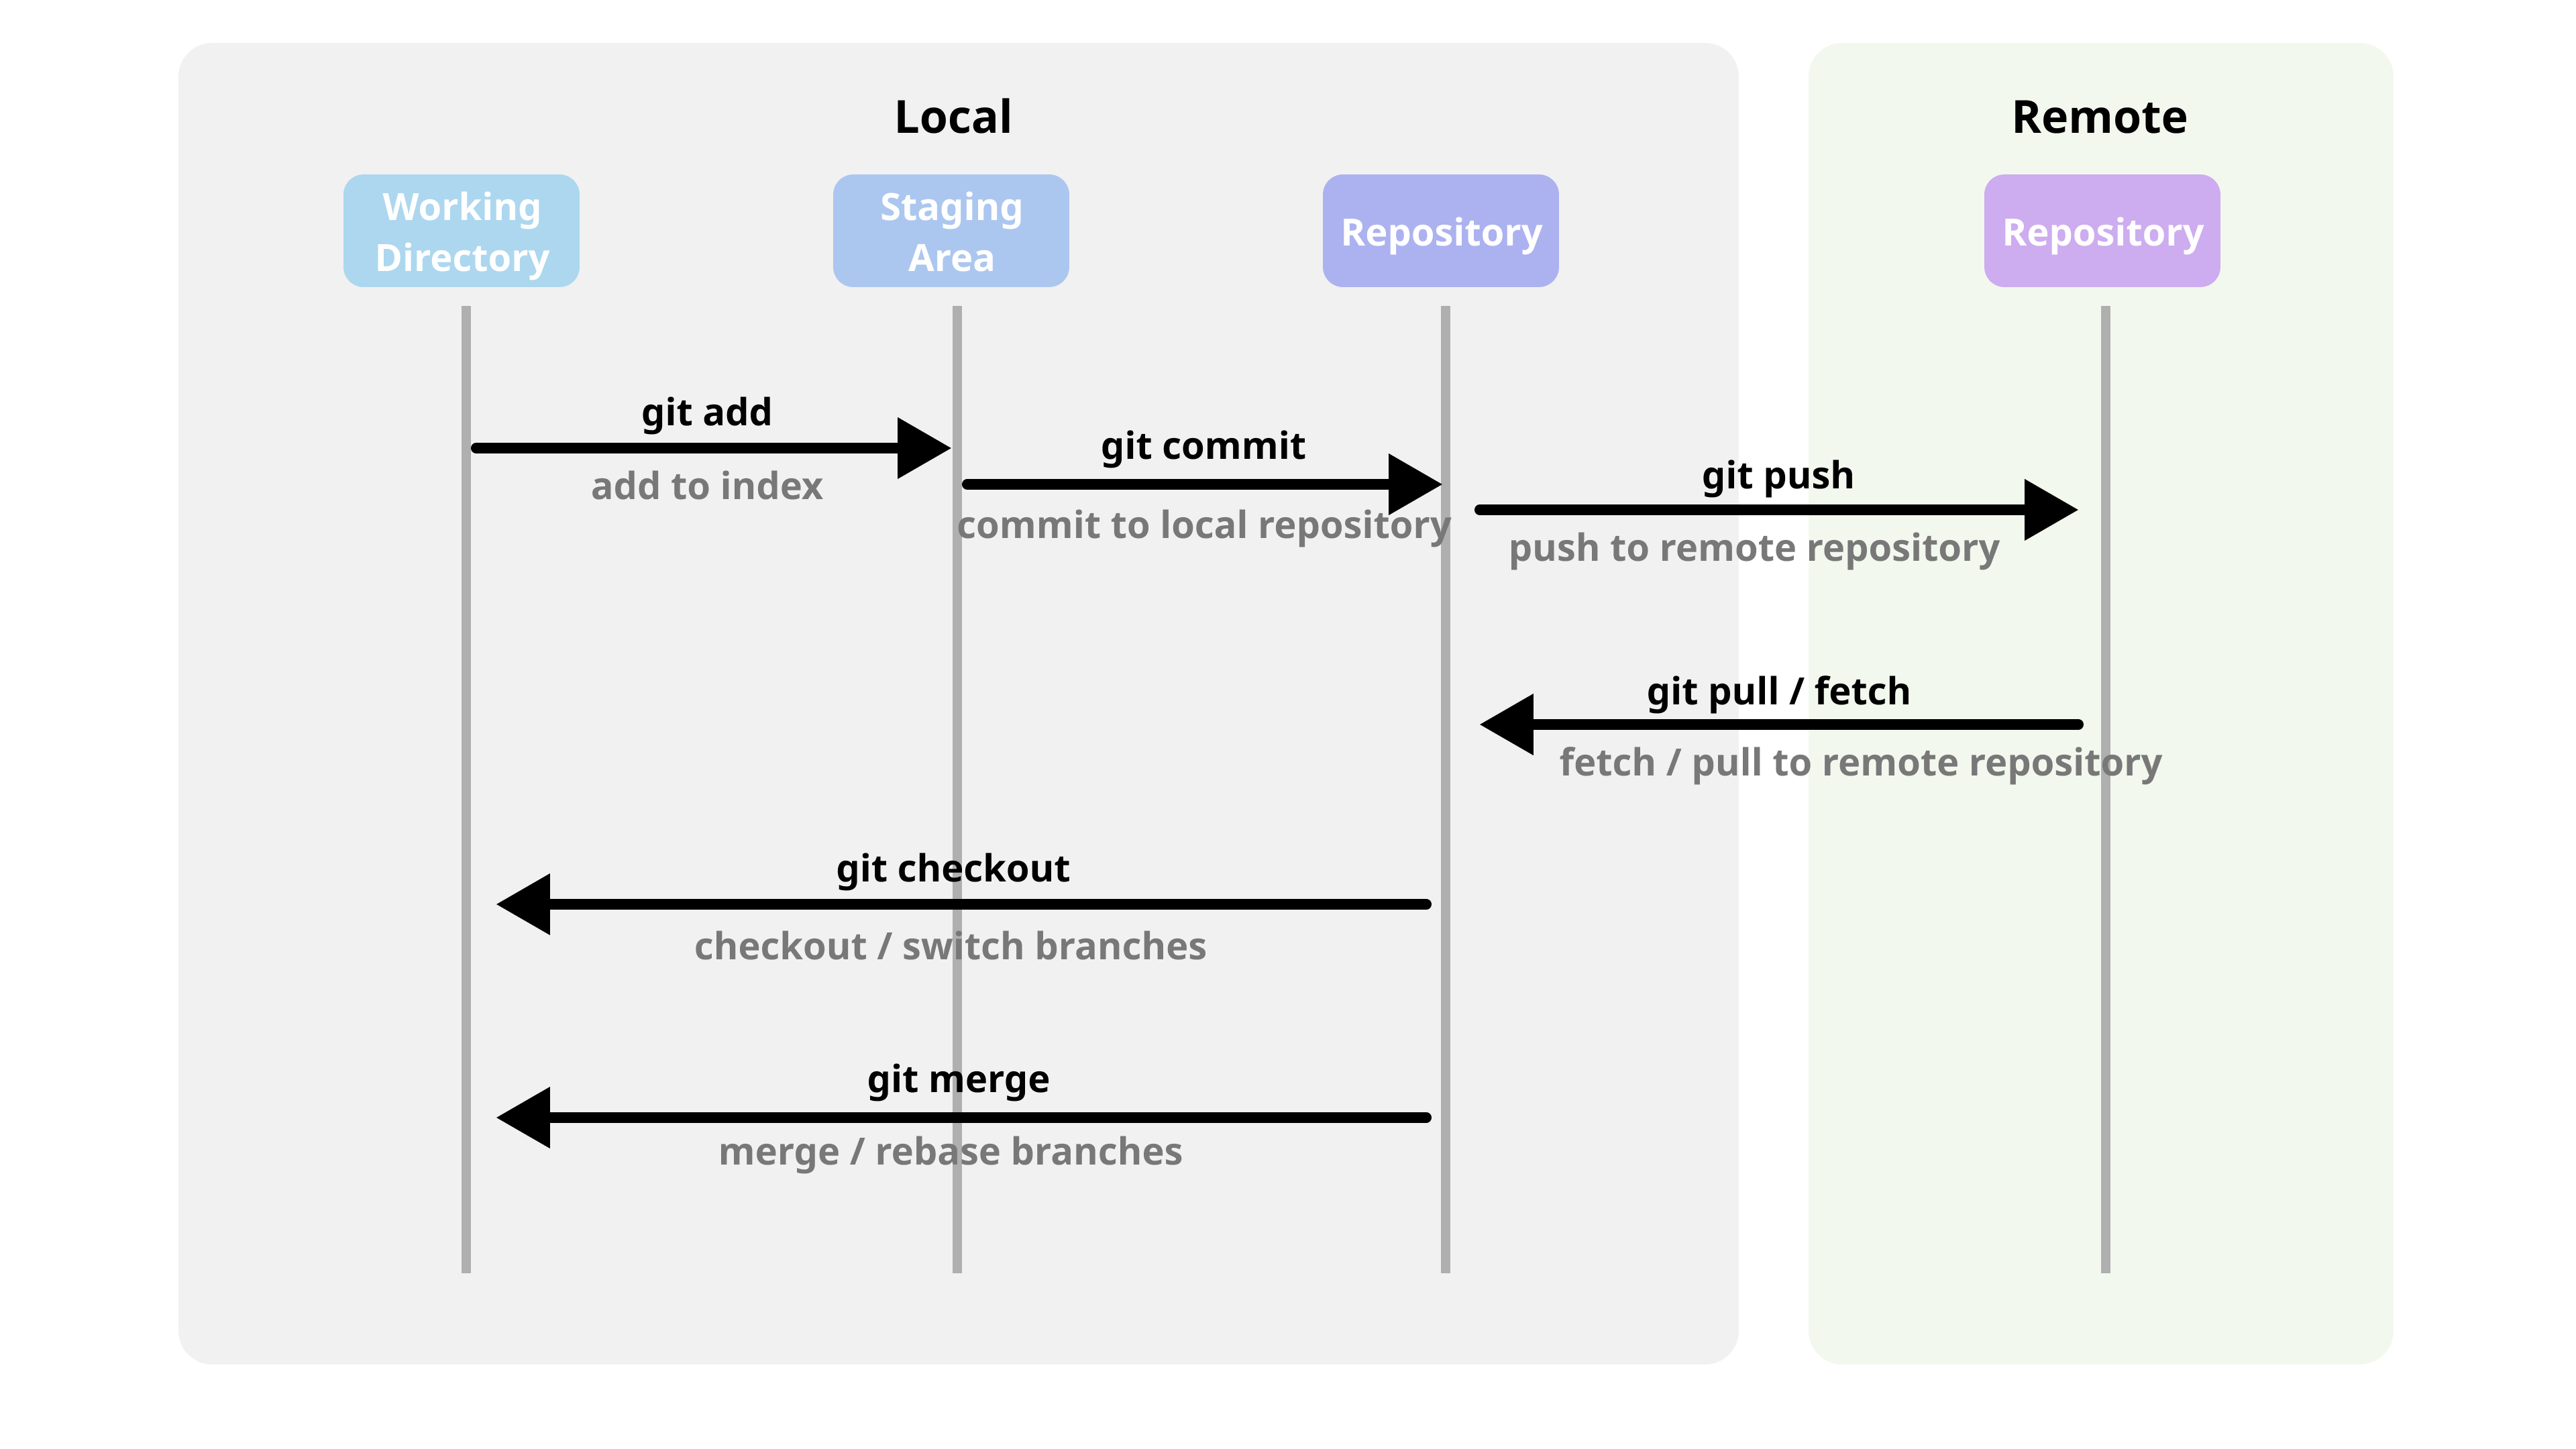 Local
Remote
Working
Directory
Staging
Area
Repository
Repository
git add
add to index
git commit
commit to local repository
git push
push to remote repository
git pull / fetch
fetch / pull to remote repository
git checkout
checkout / switch branches
git merge
merge / rebase branches